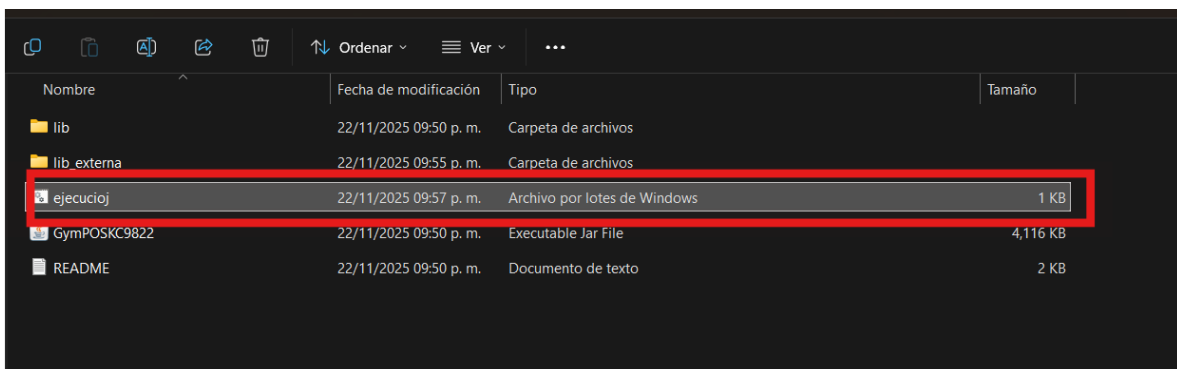 Ordenar Ver
Nombre Fecha de modificación Tipo Tamaño
lib 22/11/2025 09:50 p. m. Carpeta de archivos
lib_externa 22/11/2025 09:55 p. m. Carpeta de archivos
ejecucioj 22/11/2025 09:57 p. m. Archivo por lotes de Windows 1 KB
GymPOSKC9822 22/11/2025 09:50 p. m. Executable Jar File 4,116 KB
README 22/11/2025 09:50 p. m. Documento de texto 2 KB